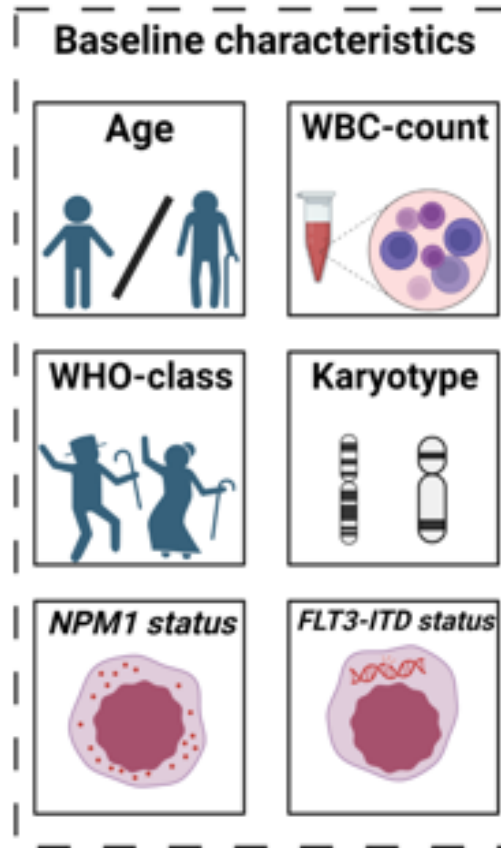 Baseline characteristics
Age
WBC-count
WHO-class
Karyotype
NPM1 status
FLT3-ITD status